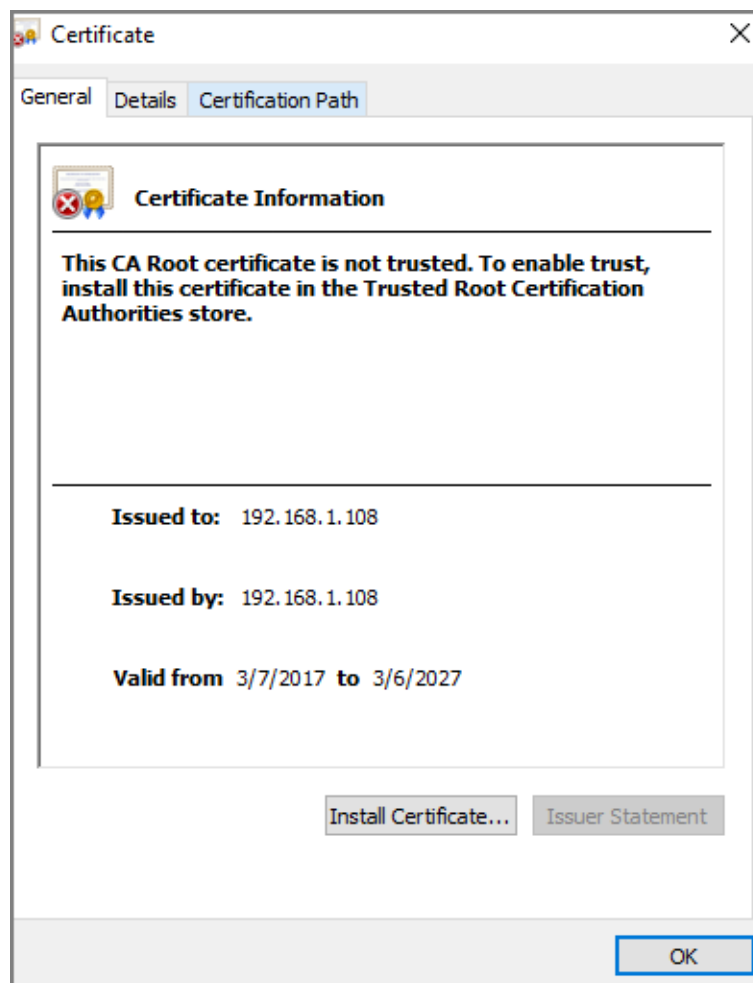 Certificate
General Details Certification Path
Certificate Information
This CA Root certificate is not trusted. To enable trust,
install this certificate in the Trusted Root Certification
Authorities store.
Issued to: 192.168.1.108
Issued by: 192.168.1.108
Valid from 3/7/2017 to 3/6/2027
Install Certificate... Issuer Statement
OK